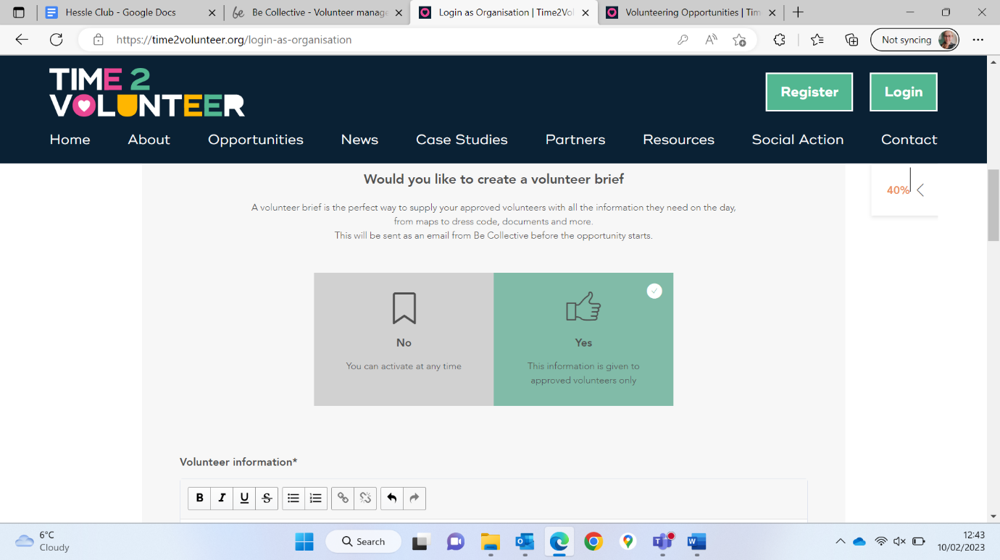 Hessle Club - Google Docs
Be Collective - Volunteer manage
Login as Organisation | Time2Vol
Volunteering Opportunities | Tim
https://time2volunteer.org/login-as-organisation
Not syncing
TIME 2
VOLUNTEER
Register
Login
Home
About
Opportunities
News
Case Studies
Partners
Resources
Social Action
Contact
Would you like to create a volunteer brief
40%
A volunteer brief is the perfect way to supply your approved volunteers with all the information they need on the day,
from maps to dress code, documents and more.
This will be sent as an email from Be Collective before the opportunity starts.
No
You can activate at any time
Yes
This information is given to
approved volunteers only
Volunteer information*
B I U S
6°C
Cloudy
Search
12:43
10/02/2023